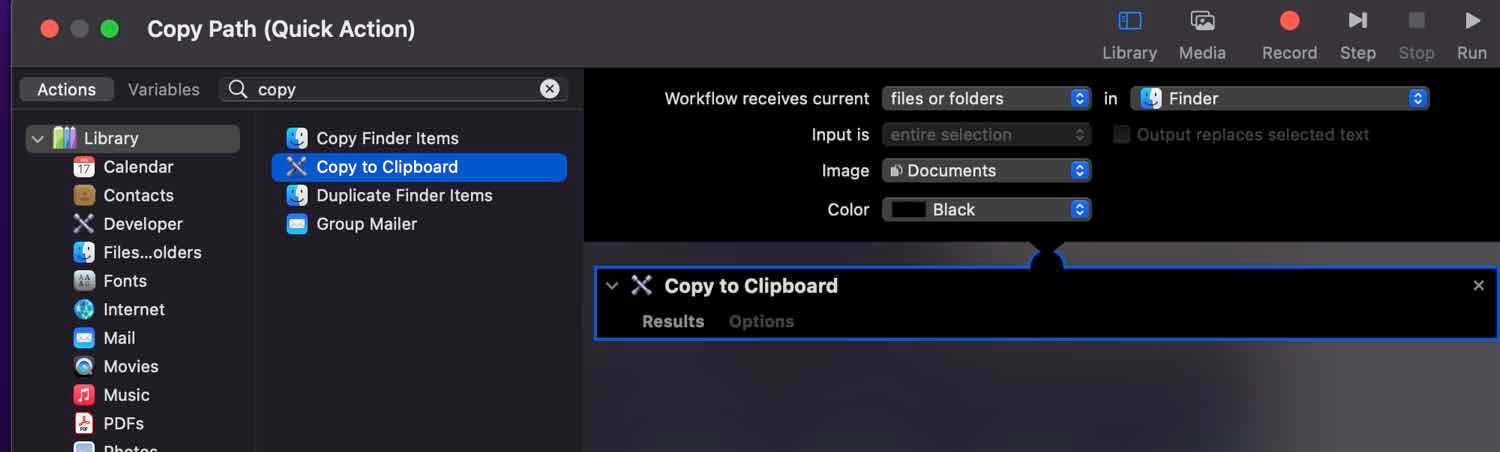 Copy Path (Quick Action)
Library Media Record Step Stop Run
Actions Variables copy
Library
Calendar
Contacts
Developer
Files...olders
Fonts
Internet
Mail
Movies
Music
PDFs
Photos
Copy Finder Items
Copy to Clipboard
Duplicate Finder Items
Group Mailer
Workflow receives current files or folders in Finder
Input is entire selection Output replaces selected text
Image Documents
Color Black
Copy to Clipboard
Results Options